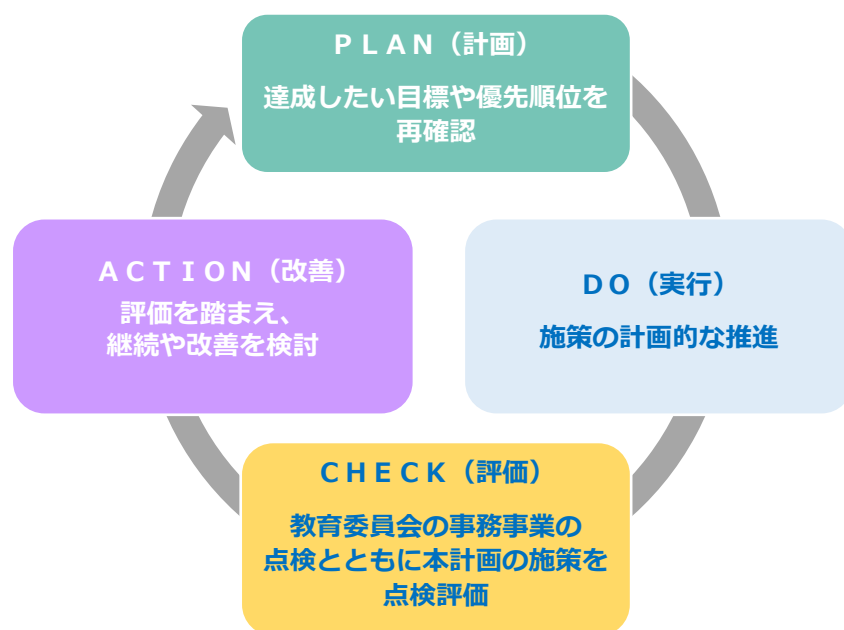 ＰＬＡＮ（計画）
達成したい目標や優先順位を
再確認
ＤＯ（実行）
施策の計画的な推進
ＣＨＥＣＫ（評価）
教育委員会の事務事業の
点検とともに本計画の施策を
点検評価
ＡＣＴＩＯＮ（改善）
評価を踏まえ、
継続や改善を検討